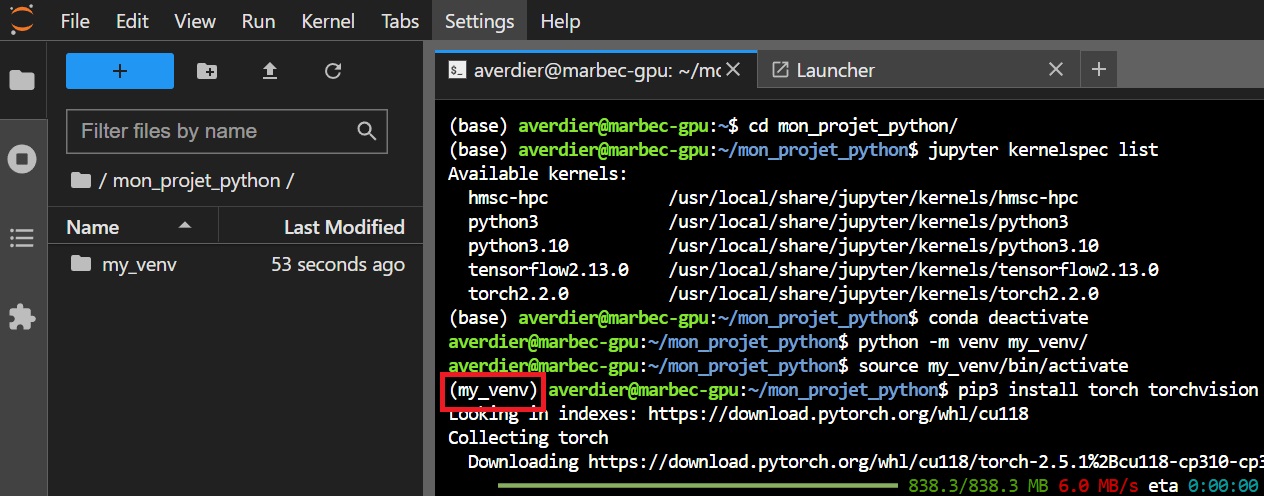 File Edit View Run Kernel Tabs Settings Help
+
Filter files by name
/ mon_projet_python /
Name Last Modified
my_venv 53 seconds ago
$_ averdier@marbec-gpu: ~/mo × Launcher × +
(base) averdier@marbec-gpu:~$ cd mon_projet_python/
(base) averdier@marbec-gpu:~/mon_projet_python$ jupyter kernelspec list
Available kernels:
hmsc-hpc /usr/local/share/jupyter/kernels/hmsc-hpc
python3 /usr/local/share/jupyter/kernels/python3
python3.10 /usr/local/share/jupyter/kernels/python3.10
tensorflow2.13.0 /usr/local/share/jupyter/kernels/tensorflow2.13.0
torch2.2.0 /usr/local/share/jupyter/kernels/torch2.2.0
(base) averdier@marbec-gpu:~/mon_projet_python$ conda deactivate
averdier@marbec-gpu:~/mon_projet_python$ python -m venv my_venv/
averdier@marbec-gpu:~/mon_projet_python$ source my_venv/bin/activate
(my_venv) averdier@marbec-gpu:~/mon_projet_python$ pip3 install torch torchvision
Looking in indexes: https://download.pytorch.org/whl/cu118
Collecting torch
Downloading https://download.pytorch.org/whl/cu118/torch-2.5.1%2Bcu118-cp310-cp3
838.3/838.3 MB 6.0 MB/s eta 0:00:00